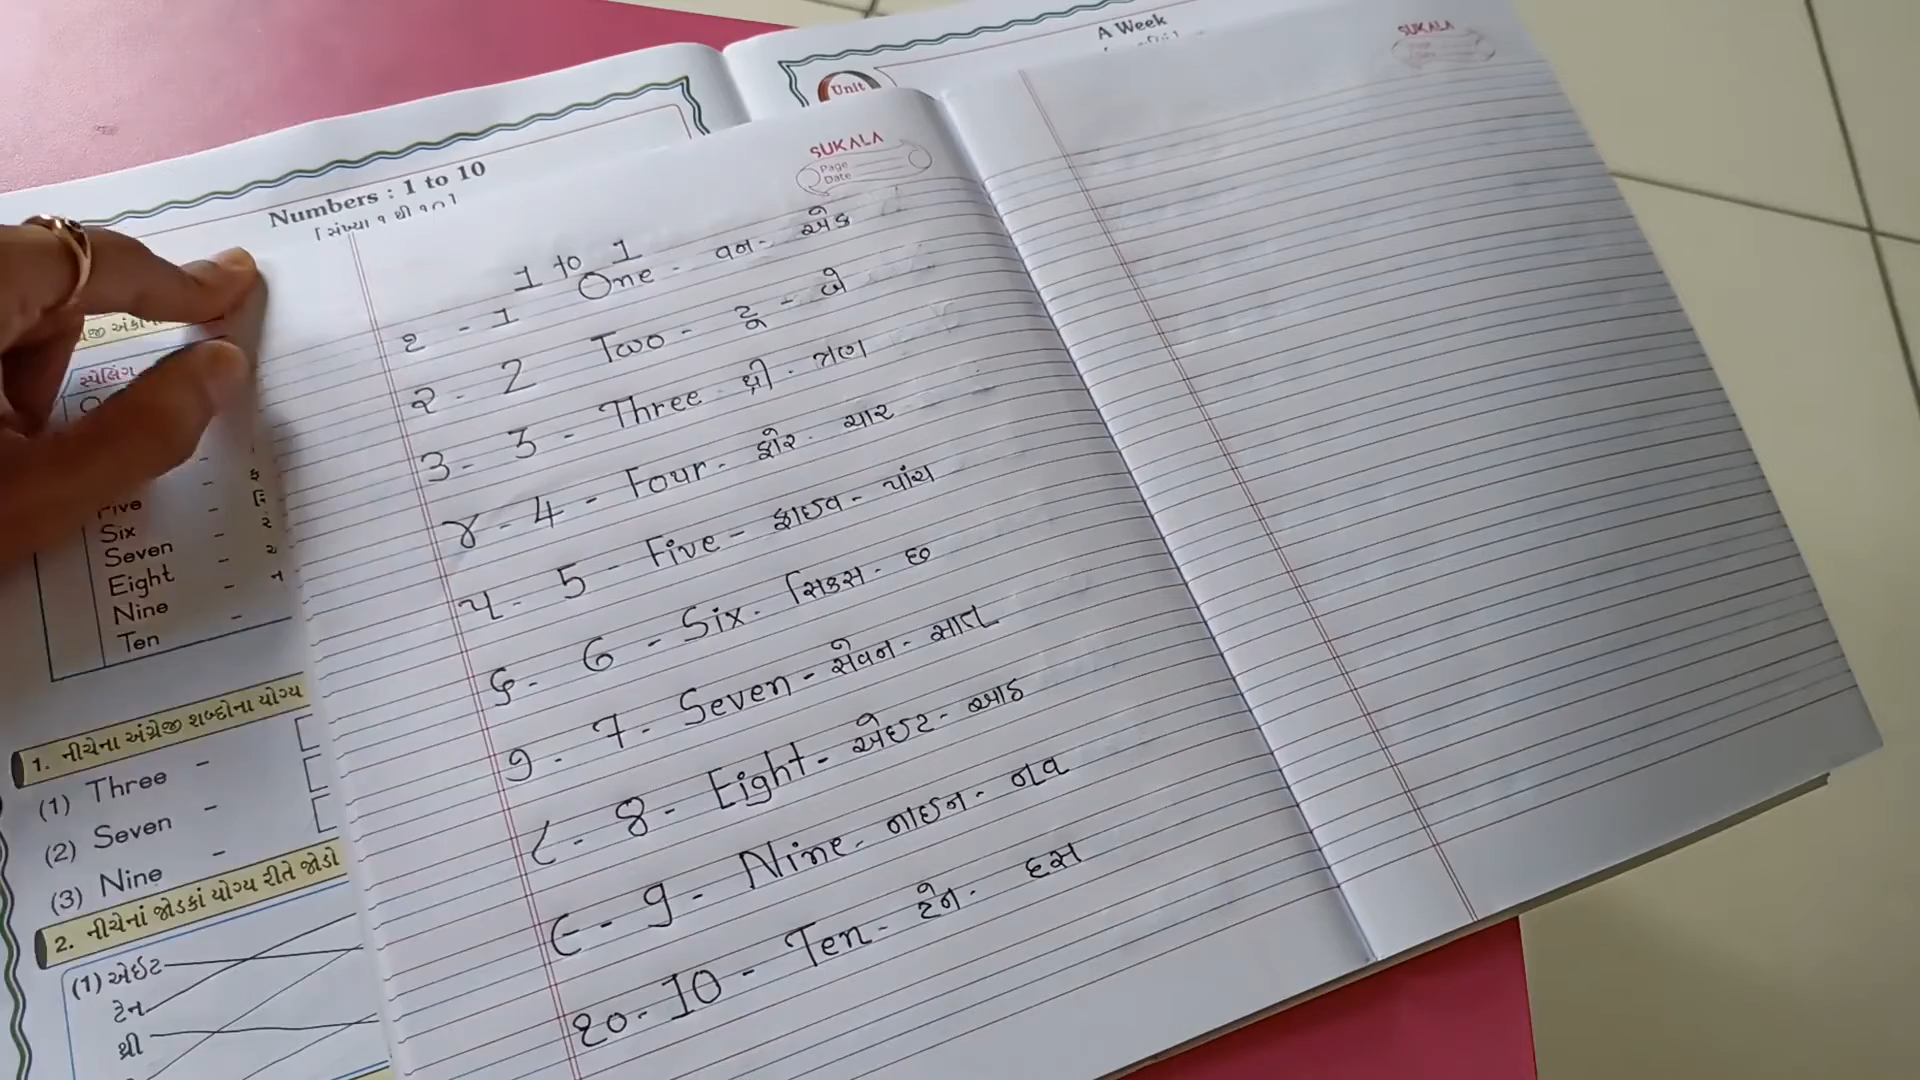 A Week
Unit
SUKALA
Numbers : 1 to 10
[સંખ્યા ૧ થી ૧૦]
SUKALA
Page
Date
1 to 1
૧ - 1 One - વન - એક
૨ - 2 Two - ટૂ - બે
૩ - 3 - Three - થ્રી - ત્રણ
૪ - 4 - Four - ફોર - ચાર
૫ - 5 - Five - ફાઇવ - પાંચ
૬ - 6 - Six - સિક્સ - છ
૭ - 7 - Seven - સેવન - સાત
૮ - 8 - Eight - એઇટ - આઠ
૯ - 9 - Nine - નાઇન - નવ
૧૦ - 10 - Ten - ટેન - દસ
સ્પેલિંગ
Five -
Six -
Seven -
Eight -
Nine -
Ten -
1. નીચેના અંગ્રેજી શબ્દોના યોગ્ય
(1) Three -
(2) Seven -
(3) Nine -
2. નીચેનાં જોડકાં યોગ્ય રીતે જોડો
(1) એઈટ
ટેન
થ્રી